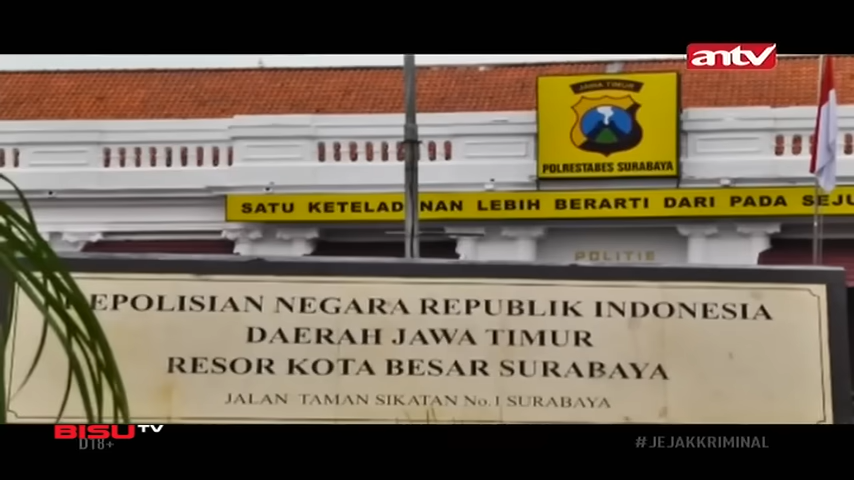 antv
JAWA TIMUR
POLRESTABES SURABAYA
SATU KETELADANAN LEBIH BERARTI DARI PADA SEJU
POLITIE
KEPOLISIAN NEGARA REPUBLIK INDONESIA
DAERAH JAWA TIMUR
RESOR KOTA BESAR SURABAYA
JALAN TAMAN SIKATAN No. 1 SURABAYA
BISU TV
D18+
#JEJAKKRIMINAL